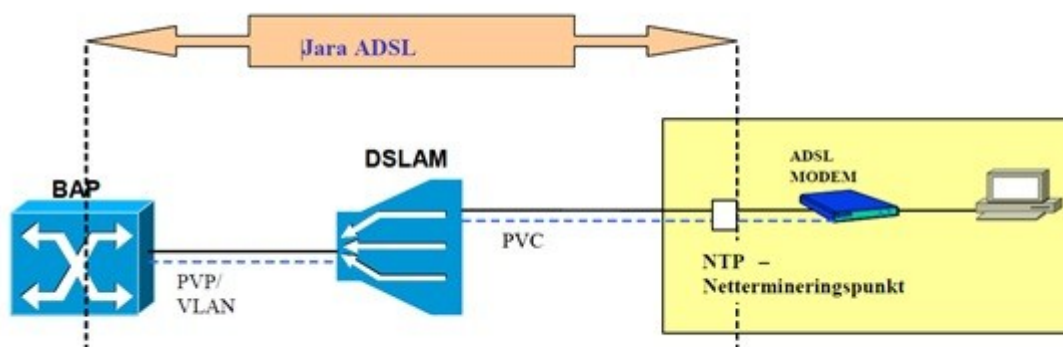 Jara ADSL
DSLAM
BAP
ADSL
MODEM
PVC
PVP/
VLAN
NTP –
Nettermineringspunkt